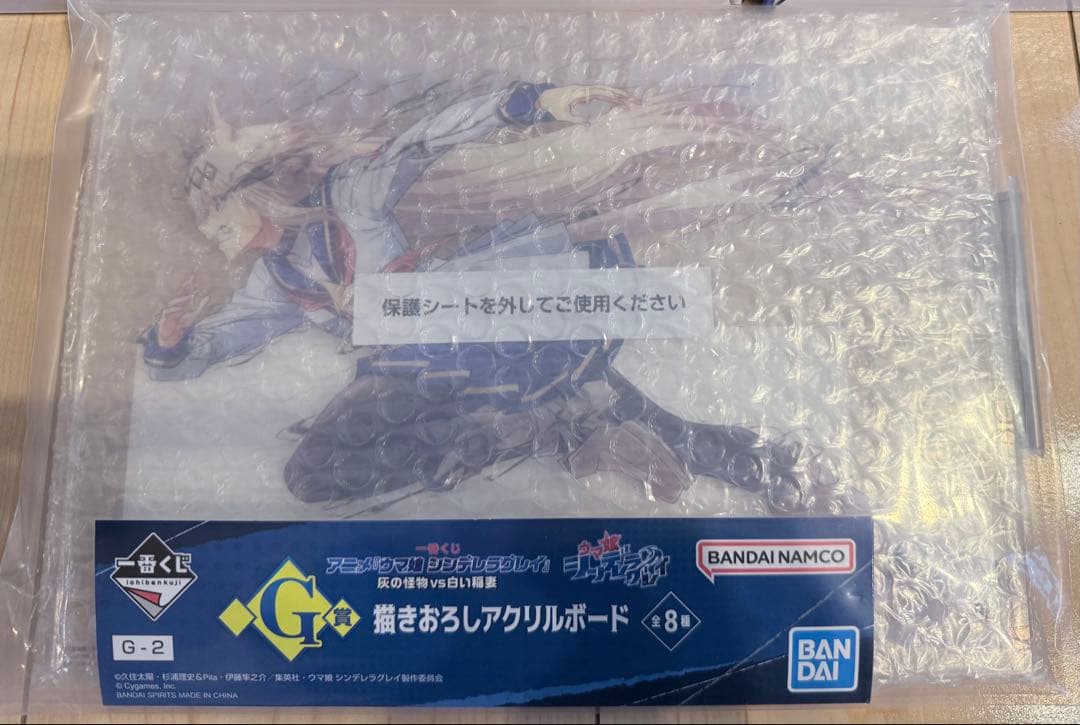 保護シートを外してご使用ください
一番くじ
ichibankuji
一番くじ
アニメ『ウマ娘 シンデレラグレイ』
灰の怪物vs白い稲妻
ウマ娘
シンデレラグレイ
BANDAI NAMCO
G賞
描きおろしアクリルボード
全8種
G-2
BAN
DAI
©久住太陽・杉浦理史&Pita・伊藤隼之介/集英社・ウマ娘 シンデレラグレイ製作委員会
© Cygames, Inc.
BANDAI SPIRITS MADE IN CHINA